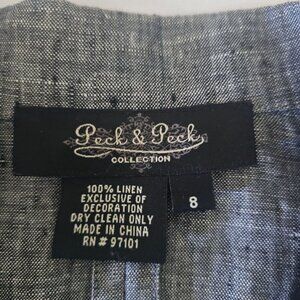 Peck & Peck
COLLECTION
100% LINEN
EXCLUSIVE OF
DECORATION
DRY CLEAN ONLY
MADE IN CHINA
RN # 97101
8